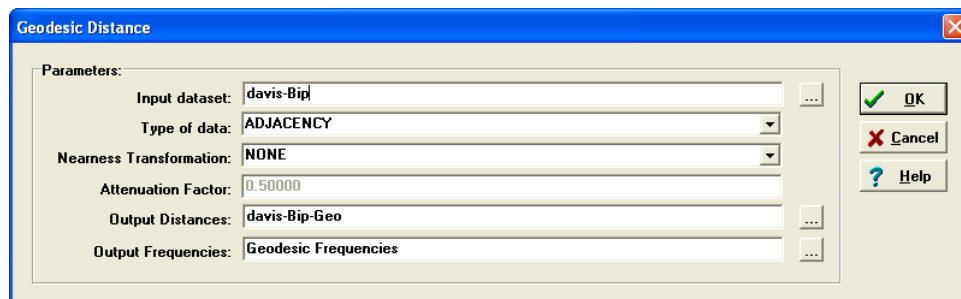 Geodesic Distance
Parameters:
Input dataset: davis-Bip ...
Type of data: ADJACENCY
Nearness Transformation: NONE
Attenuation Factor: 0.50000
Output Distances: davis-Bip-Geo ...
Output Frequencies: Geodesic Frequencies ...
OK
Cancel
? Help